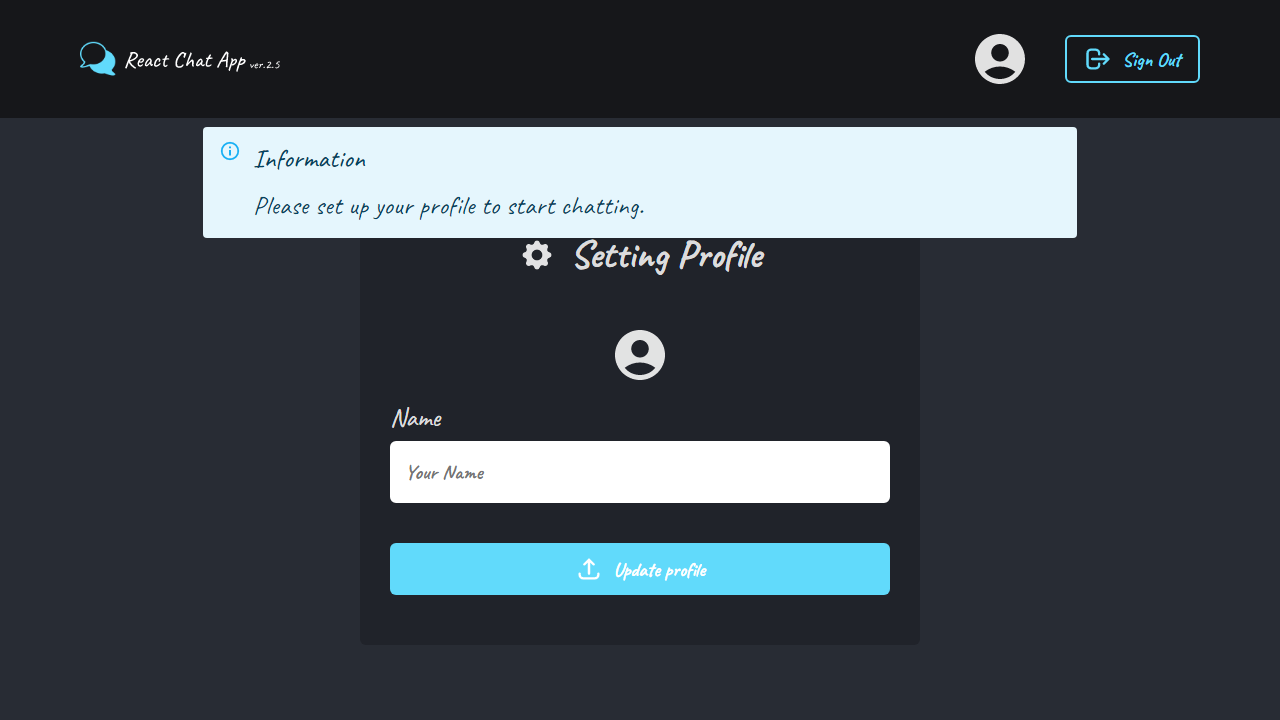 React Chat App ver.2.5
Sign Out
Information
Please set up your profile to start chatting.
Setting Profile
Name
Your Name
Update profile